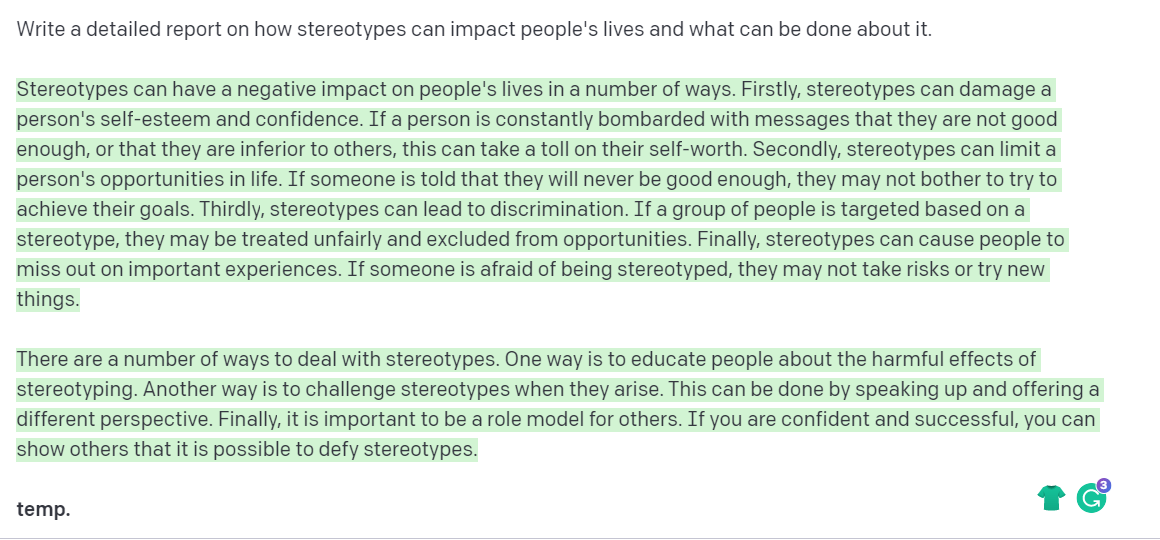 Write a detailed report on how stereotypes can impact people's lives and what can be done about it.
Stereotypes can have a negative impact on people's lives in a number of ways. Firstly, stereotypes can damage a
person's self-esteem and confidence. If a person is constantly bombarded with messages that they are not good
enough, or that they are inferior to others, this can take a toll on their self-worth. Secondly, stereotypes can limit a
person's opportunities in life. If someone is told that they will never be good enough, they may not bother to try to
achieve their goals. Thirdly, stereotypes can lead to discrimination. If a group of people is targeted based on a
stereotype, they may be treated unfairly and excluded from opportunities. Finally, stereotypes can cause people to
miss out on important experiences. If someone is afraid of being stereotyped, they may not take risks or try new
things.
There are a number of ways to deal with stereotypes. One way is to educate people about the harmful effects of
stereotyping. Another way is to challenge stereotypes when they arise. This can be done by speaking up and offering a
different perspective. Finally, it is important to be a role model for others. If you are confident and successful, you can
show others that it is possible to defy stereotypes.
3
temp.